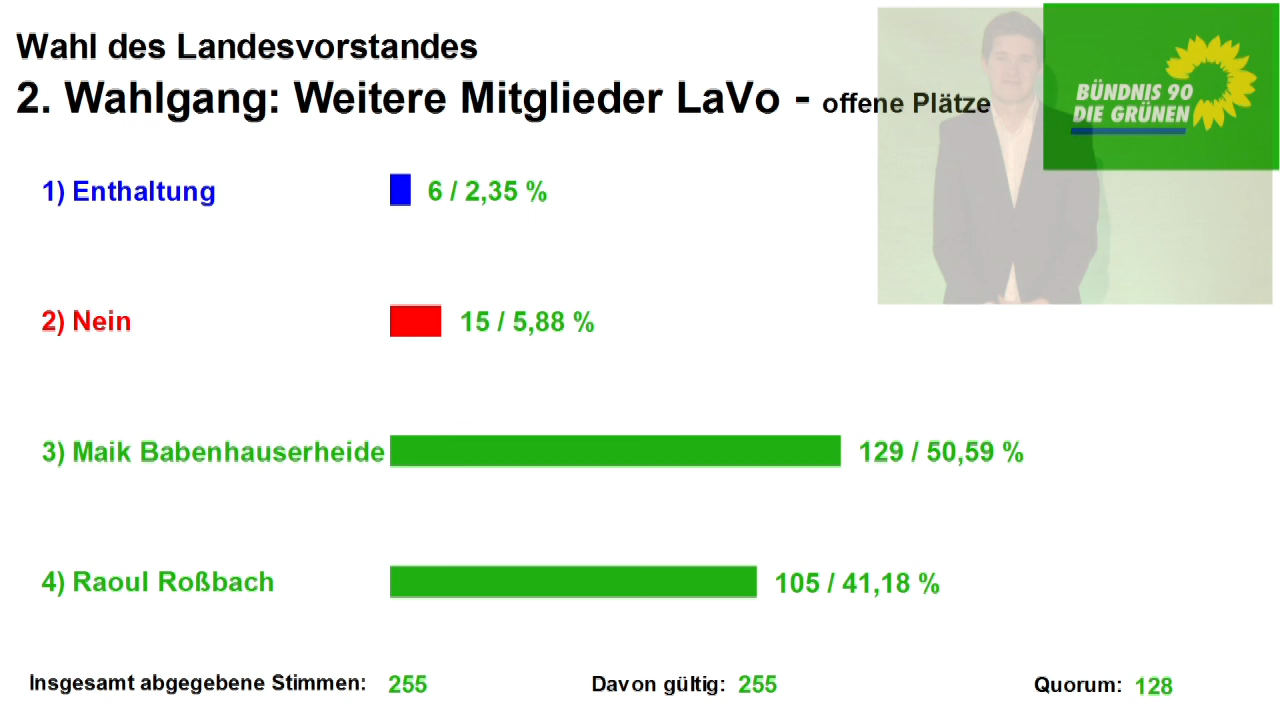 Wahl des Landesvorstandes
2. Wahlgang: Weitere Mitglieder LaVo - offene Plätze
BÜNDNIS 90
DIE GRÜNEN
1) Enthaltung 6 / 2,35 %
2) Nein 15 / 5,88 %
3) Maik Babenhauserheide 129 / 50,59 %
4) Raoul Roßbach 105 / 41,18 %
Insgesamt abgegebene Stimmen: 255 Davon gültig: 255 Quorum: 128